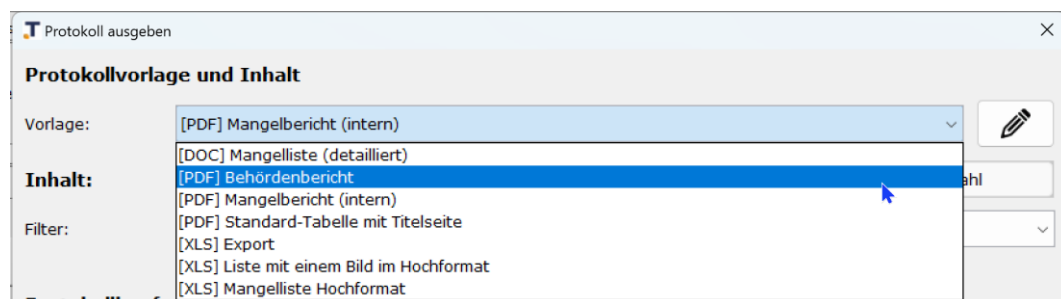 Protokoll ausgeben
Protokollvorlage und Inhalt
Vorlage: [PDF] Mangelbericht (intern)
[DOC] Mangelliste (detailliert)
Inhalt: [PDF] Behördenbericht hl
[PDF] Mangelbericht (intern)
Filter: [PDF] Standard-Tabelle mit Titelseite
[XLS] Export
[XLS] Liste mit einem Bild im Hochformat
[XLS] Mangelliste Hochformat